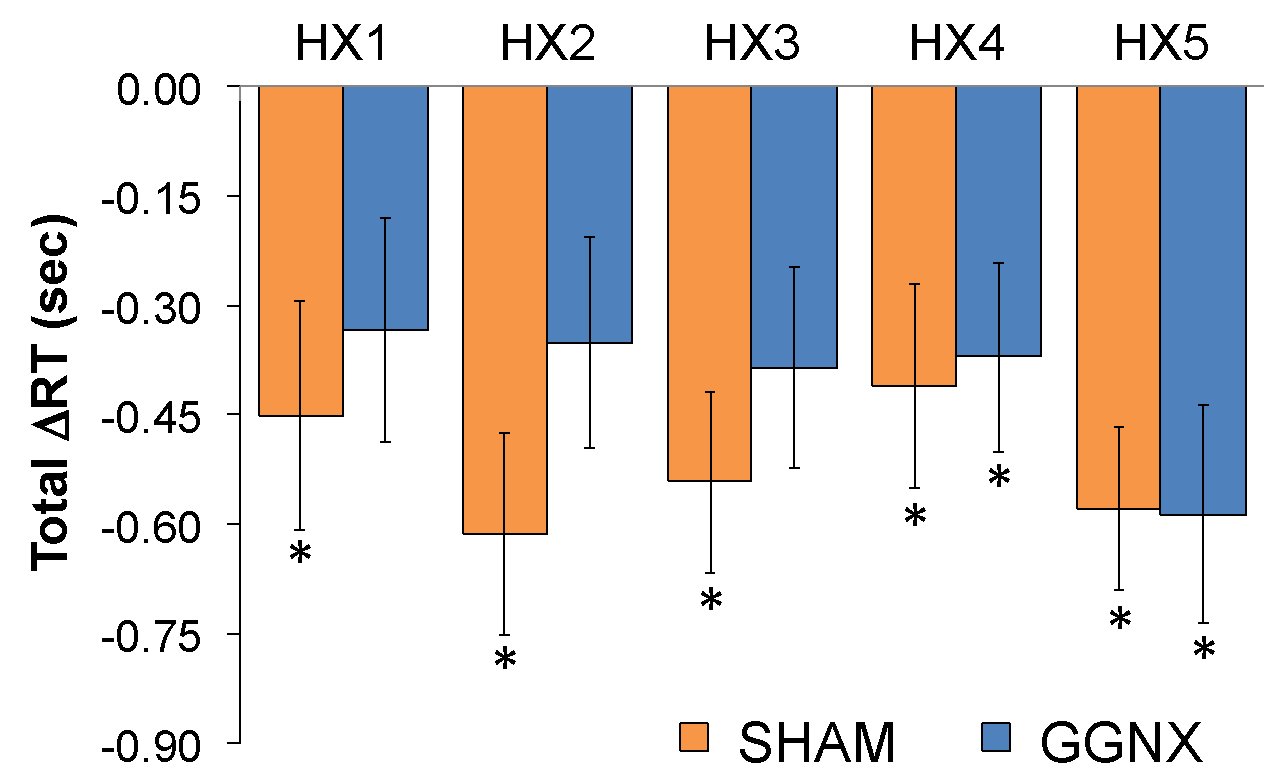 HX1 HX2 HX3 HX4 HX5
0.00
-0.15
-0.30
-0.45
-0.60
-0.75
-0.90
Total ΔRT (sec)
* * * * * * *
SHAM GGNX